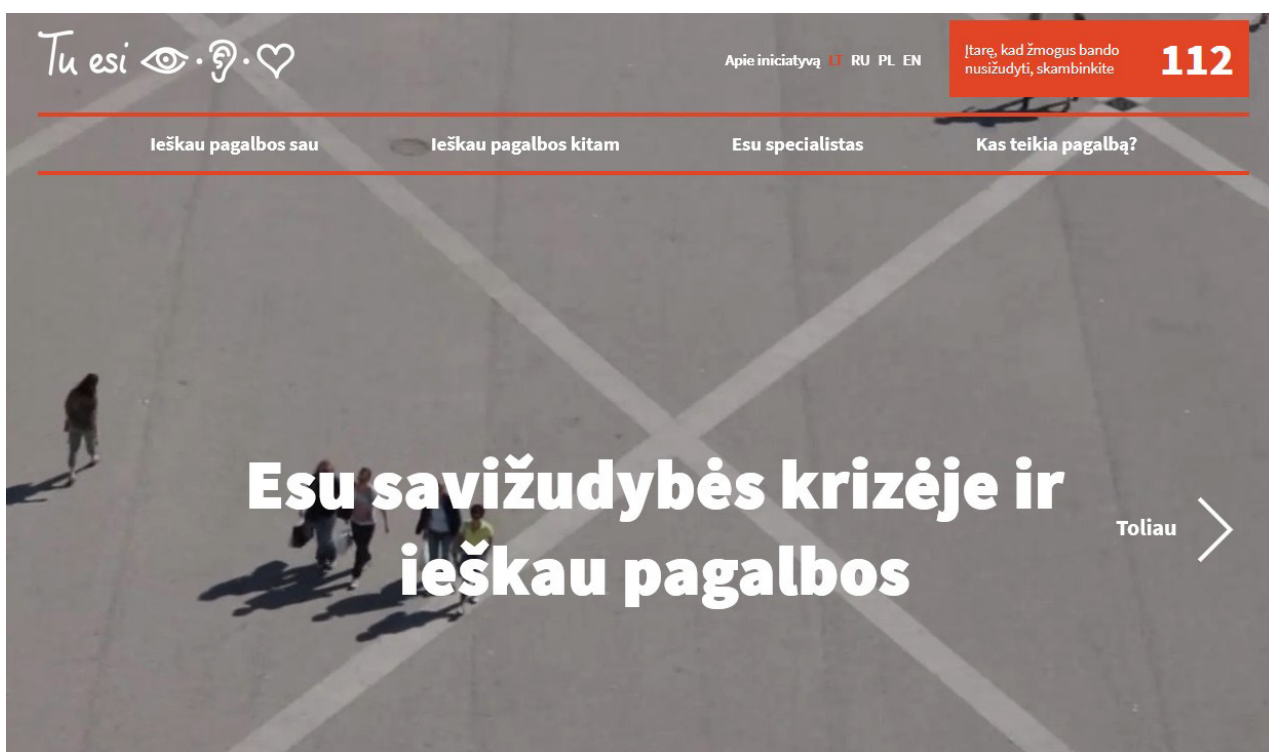 Tu esi
Apie iniciatyvą LT RU PL EN
Įtarę, kad žmogus bando
nusižudyti, skambinkite
112
Ieškau pagalbos sau
Ieškau pagalbos kitam
Esu specialistas
Kas teikia pagalbą?
Esu savižudybės krizėje ir
ieškau pagalbos
Toliau